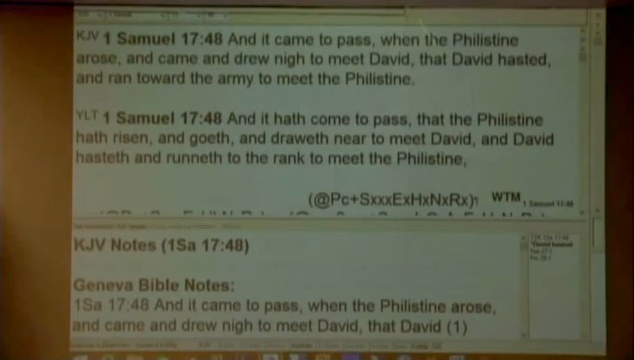 KJV 1 Samuel 17:48 And it came to pass, when the Philistine
arose, and came and drew nigh to meet David, that David hasted,
and ran toward the army to meet the Philistine.
YLT 1 Samuel 17:48 And it hath come to pass, that the Philistine
hath risen, and goeth, and draweth near to meet David, and David
hasteth and runneth to the rank to meet the Philistine,
(@Pc+SxxxExHxNxRx) WTM 1 Samuel 17:48
KJV Notes (1Sa 17:48)
Geneva Bible Notes:
1Sa 17:48 And it came to pass, when the Philistine arose,
and came and drew nigh to meet David, that David (1)